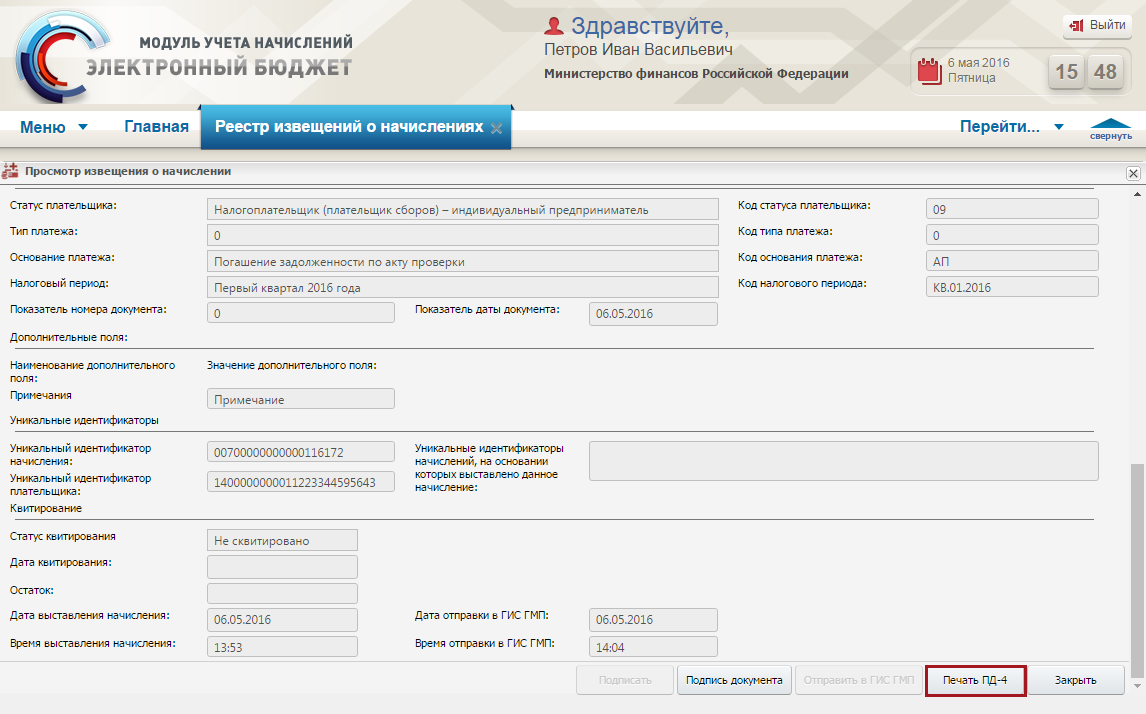 МОДУЛЬ УЧЕТА НАЧИСЛЕНИЙ
ЭЛЕКТРОННЫЙ БЮДЖЕТ
Здравствуйте,
Петров Иван Васильевич
Министерство финансов Российской Федерации
Выйти
6 мая 2016
Пятница
15 48
Меню
Главная
Реестр извещений о начислениях
Перейти...
свернуть
Просмотр извещения о начислении
Статус плательщика: Налогоплательщик (плательщик сборов) – индивидуальный предприниматель Код статуса плательщика: 09
Тип платежа: 0 Код типа платежа: 0
Основание платежа: Погашение задолженности по акту проверки Код основания платежа: АП
Налоговый период: Первый квартал 2016 года Код налогового периода: КВ.01.2016
Показатель номера документа: 0 Показатель даты документа: 06.05.2016
Дополнительные поля:
Наименование дополнительного поля: Значение дополнительного поля:
Примечания Примечание
Уникальные идентификаторы
Уникальный идентификатор начисления: 00700000000000116172 Уникальные идентификаторы начислений, на основании которых выставлено данное начисление:
Уникальный идентификатор плательщика: 1400000000011223344595643
Квитирование
Статус квитирования Не сквитировано
Дата квитирования:
Остаток:
Дата выставления начисления: 06.05.2016 Дата отправки в ГИС ГМП: 06.05.2016
Время выставления начисления: 13:53 Время отправки в ГИС ГМП: 14:04
Подписать Подпись документа Отправить в ГИС ГМП Печать ПД-4 Закрыть